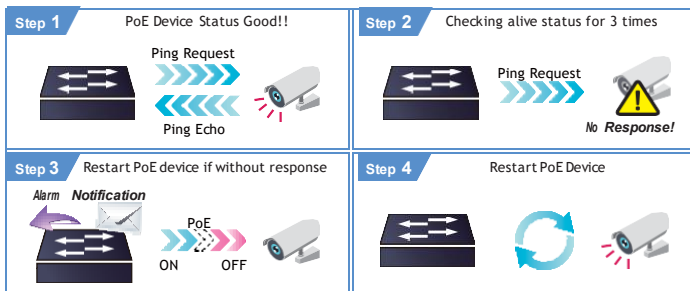 Step 1 PoE Device Status Good!!
Ping Request
Ping Echo
Step 2 Checking alive status for 3 times
Ping Request
No Response!
Step 3 Restart PoE device if without response
Alarm Notification
PoE
ON OFF
Step 4 Restart PoE Device